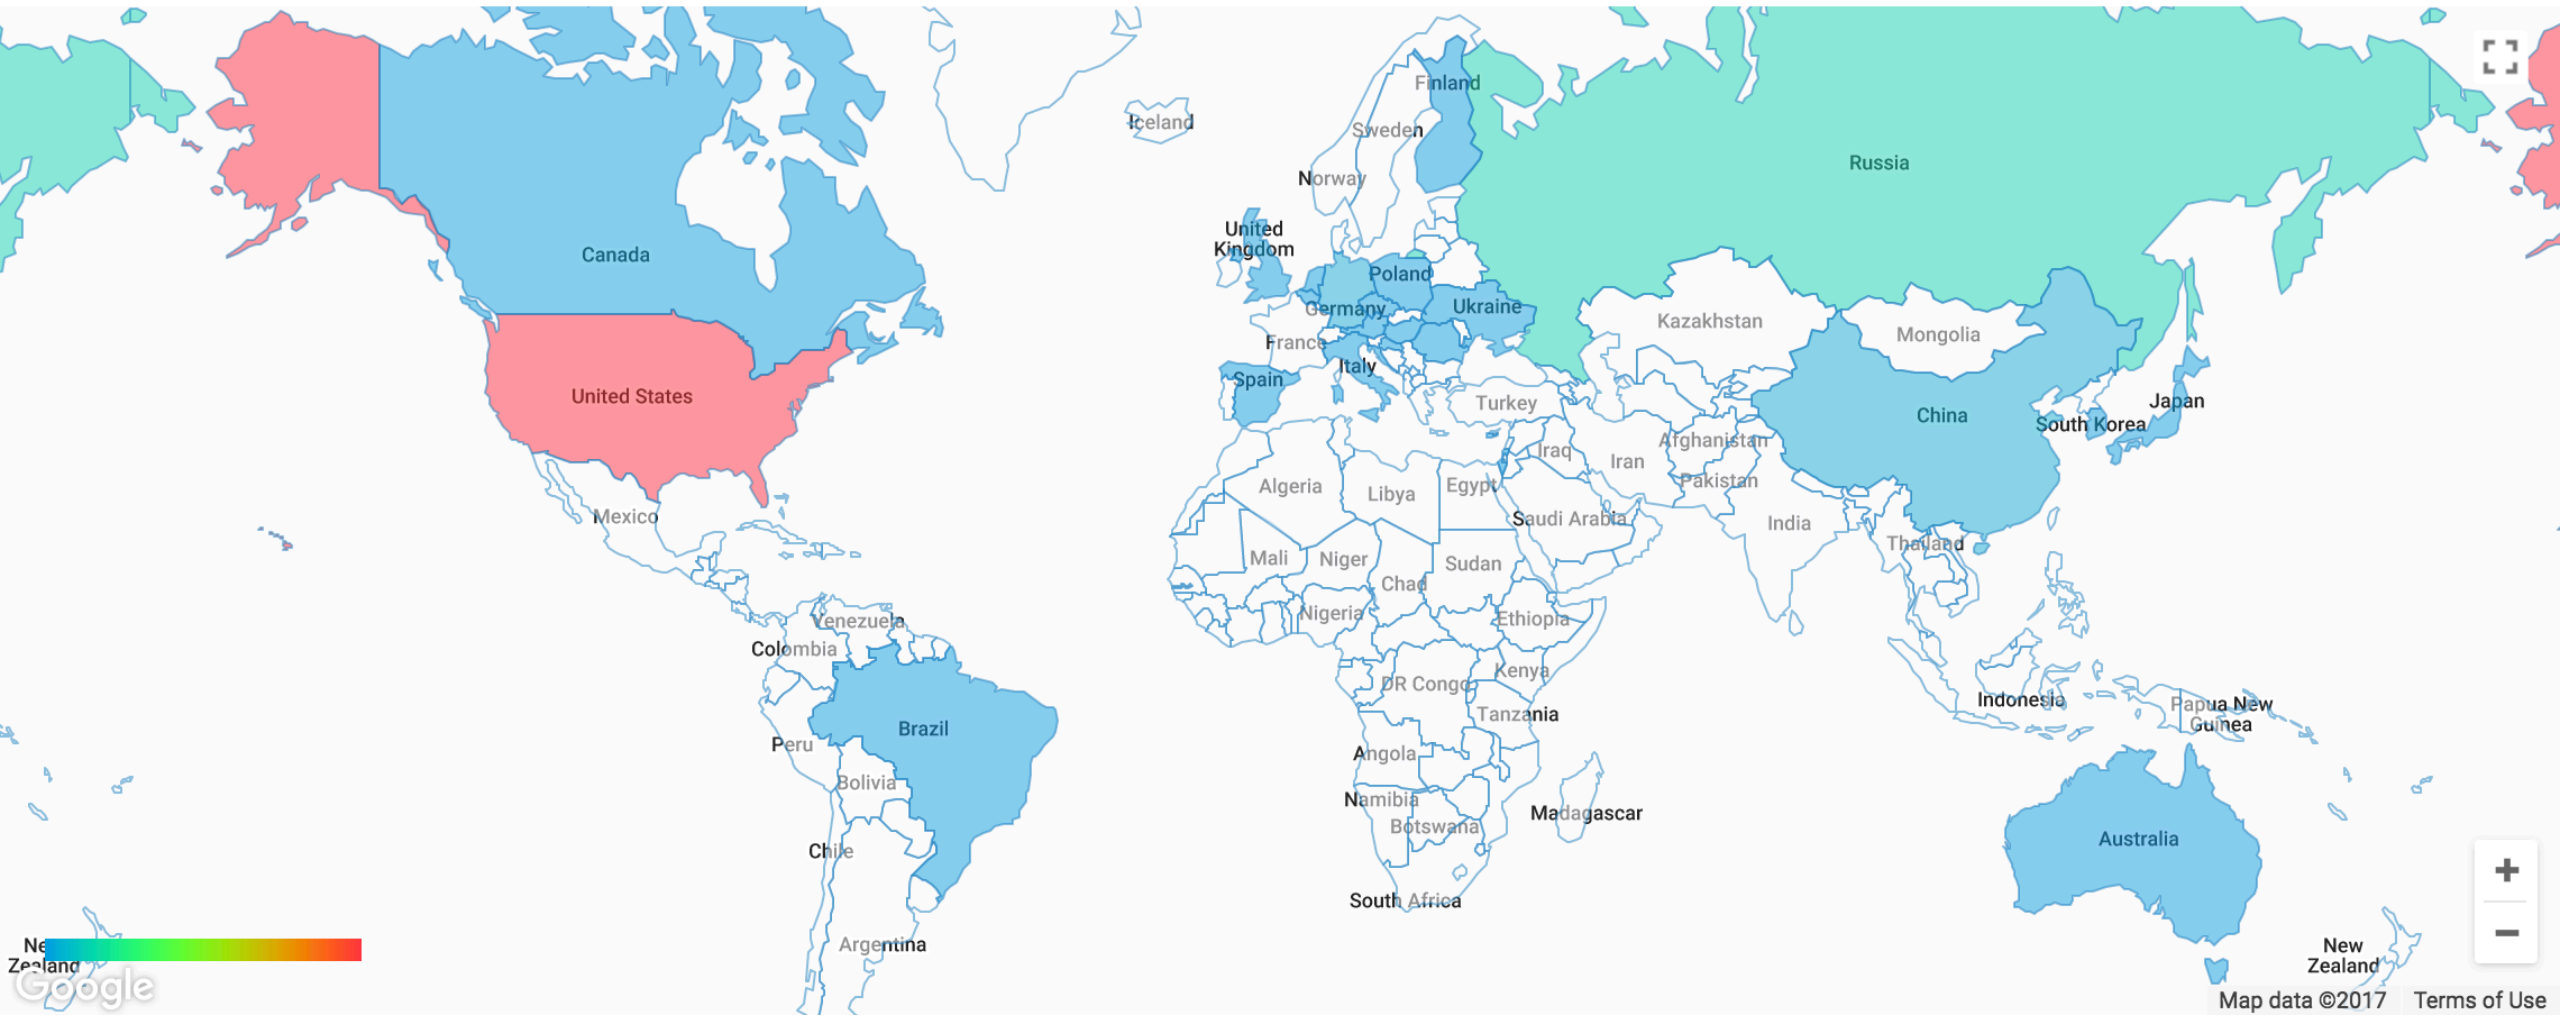 Finland
Iceland
Sweden
Russia
Norway
United
Kingdom
Canada
Poland
Germany
Ukraine
Kazakhstan
Mongolia
France
Italy
Spain
United States
Turkey
China
Japan
South Korea
Afghanistan
Iraq
Iran
Pakistan
Algeria
Libya
Egypt
Mexico
Saudi Arabia
India
Thailand
Mali
Niger
Sudan
Chad
Nigeria
Ethiopia
Venezuela
Colombia
Kenya
DR Congo
Indonesia
Papua New
Guinea
Tanzania
Brazil
Peru
Angola
Bolivia
Namibia
Madagascar
Botswana
Australia
Chile
South Africa
Argentina
New
Zealand
New
Zealand
Google
Map data ©2017
Terms of Use